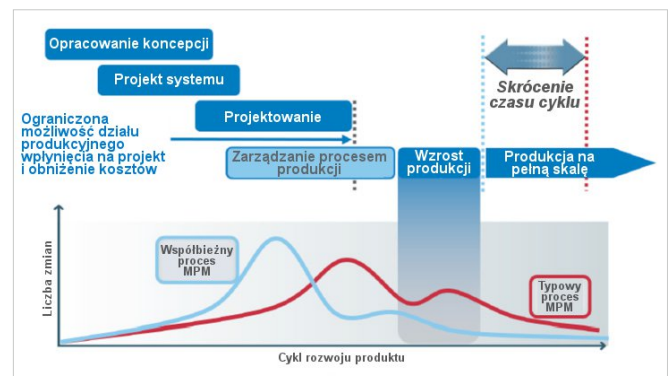 Opracowanie koncepcji
Projekt systemu
Projektowanie
Ograniczona
możliwość działu
produkcyjnego
wpłynięcia na projekt
i obniżenie kosztów
Zarządzanie procesem
produkcji
Wzrost
produkcji
Produkcja na
pełną skalę
Skrócenie
czasu cyklu
Liczba zmian
Współbieżny
proces
MPM
Typowy
proces
MPM
Cykl rozwoju produktu